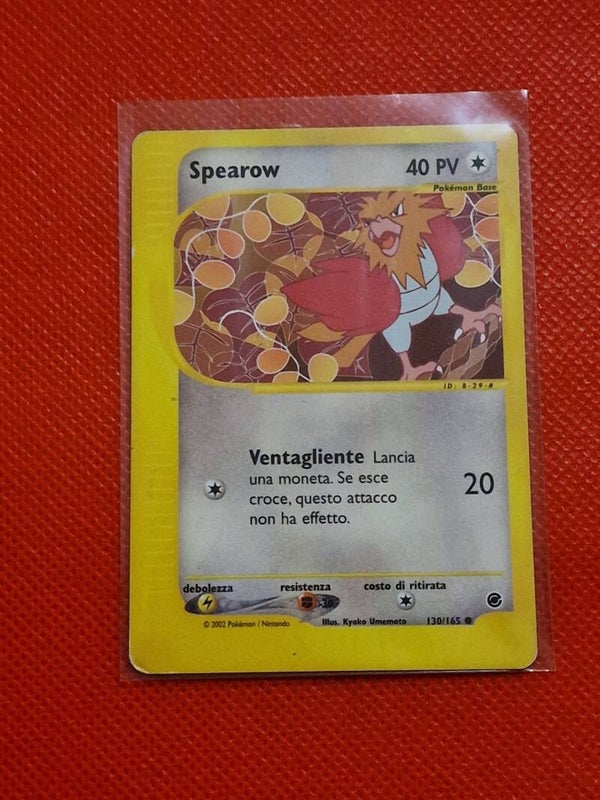 Spearow 40 PV
Pokémon Base
ID: B-29-#
Ventagliente Lancia
una moneta. Se esce
croce, questo attacco
non ha effetto.
20
debolezza resistenza costo di ritirata
-30
© 2002 Pokémon / Nintendo Illus. Kyoko Umemoto 130/165